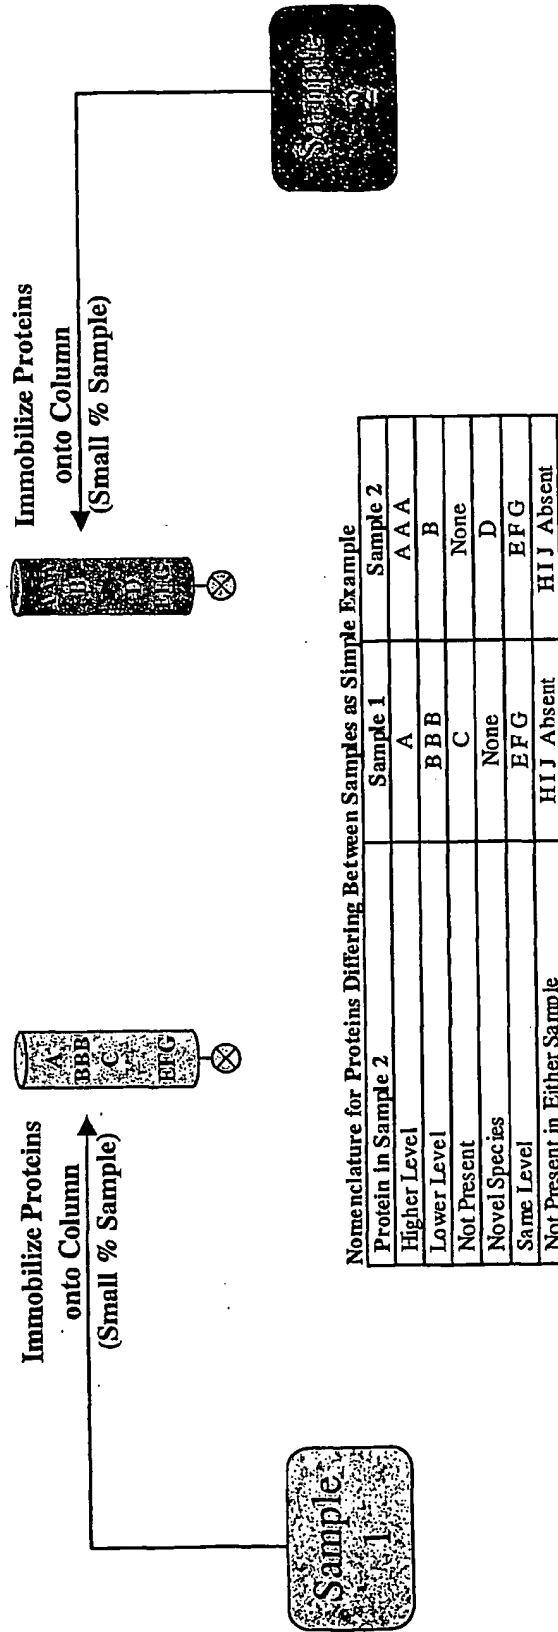 Immobilize Proteins
onto Column
(Small % Sample)
Immobilize Proteins
onto Column
(Small % Sample)
A
BBB
C
EFG
B
D
EFG
Sample
1
Sample
2
Nomenclature for Proteins Differing Between Samples as Simple Example
Protein in Sample 2 Sample 1 Sample 2
Higher Level A A A A
Lower Level B B B B
Not Present C None
Novel Species None D
Same Level E F G E F G
Not Present in Either Sample H I J Absent H I J Absent